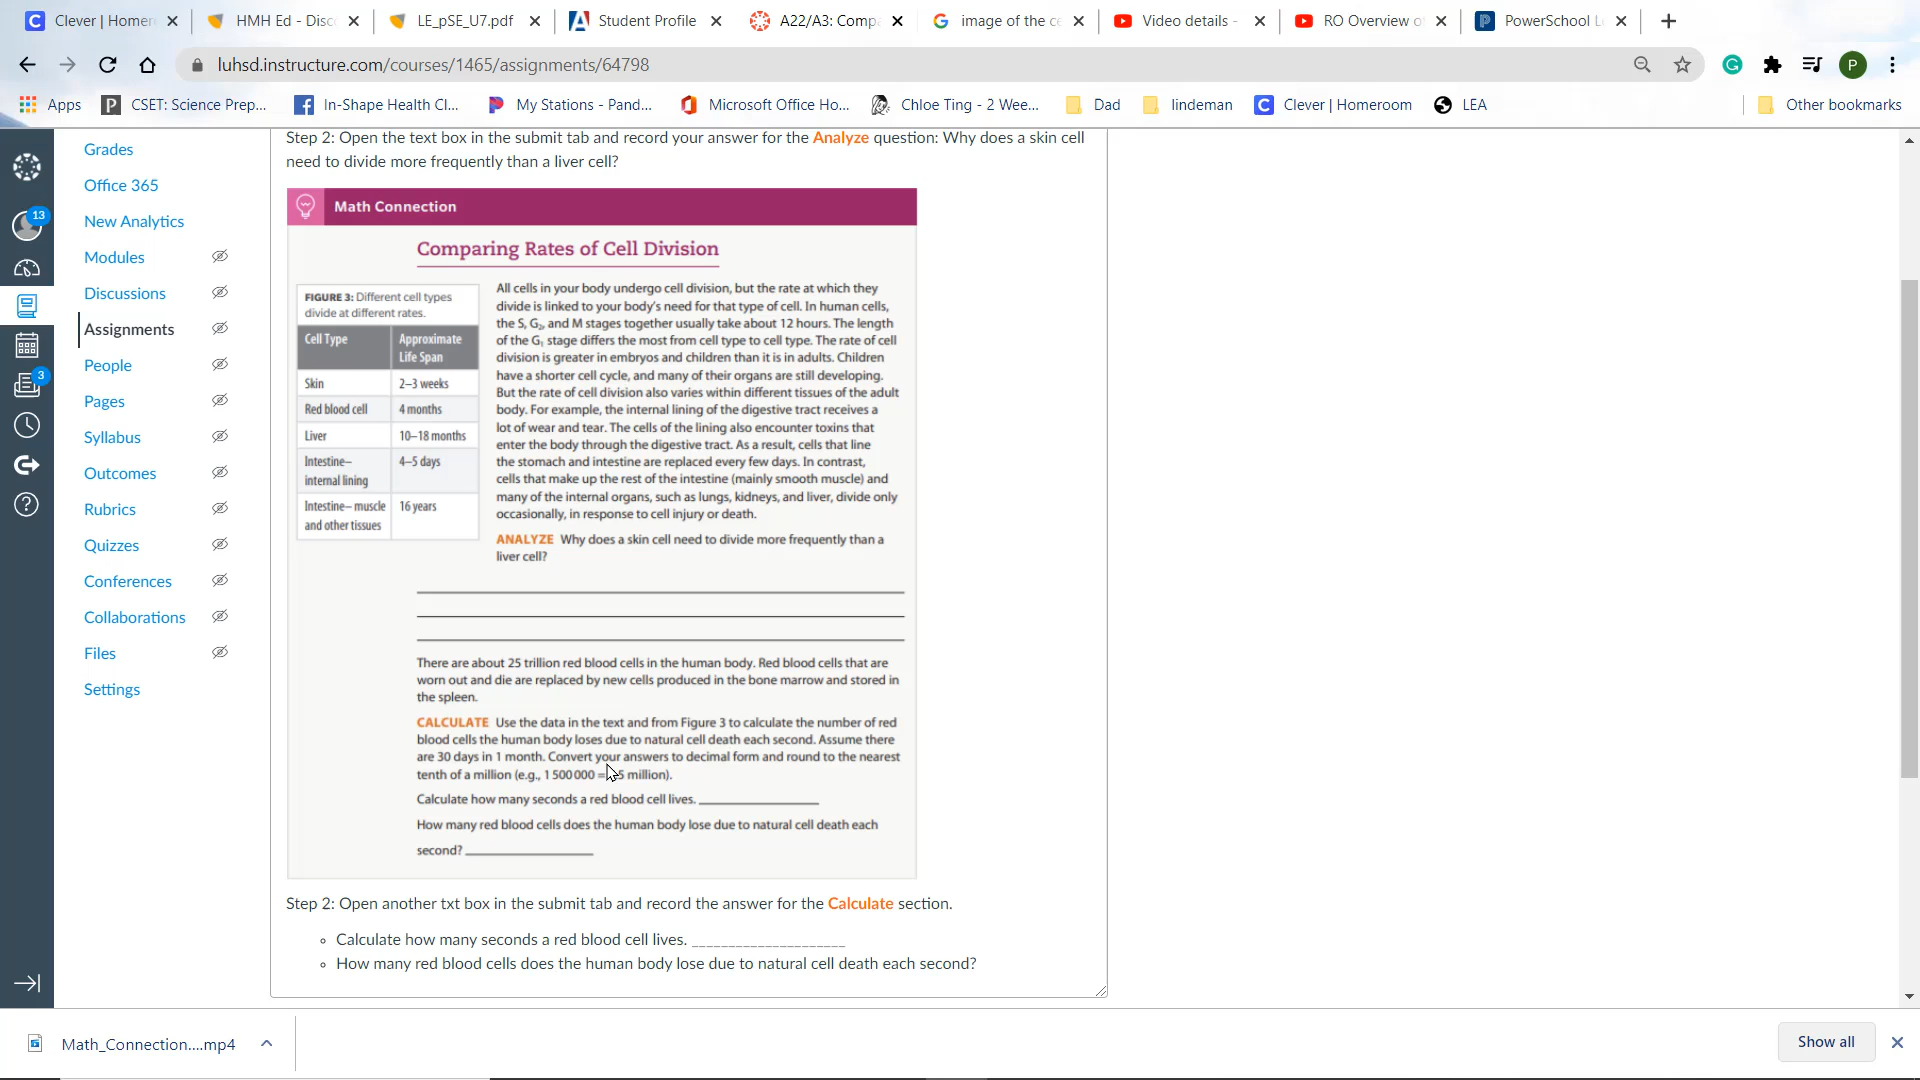 Clever | Homer
HMH Ed - Disc
LE_pSE_U7.pdf
Student Profile
A22/A3: Comp
image of the ce
Video details -
RO Overview o
PowerSchool L
luhsd.instructure.com/courses/1465/assignments/64798
P
Apps
CSET: Science Prep...
In-Shape Health Cl...
My Stations - Pand...
Microsoft Office Ho...
Chloe Ting - 2 Wee...
Dad
lindeman
Clever | Homeroom
LEA
Other bookmarks
13
3
Grades
Office 365
New Analytics
Modules
Discussions
Assignments
People
Pages
Syllabus
Outcomes
Rubrics
Quizzes
Conferences
Collaborations
Files
Settings
Step 2: Open the text box in the submit tab and record your answer for the Analyze question: Why does a skin cell
need to divide more frequently than a liver cell?
Math Connection
Comparing Rates of Cell Division
FIGURE 3: Different cell types
divide at different rates.
Cell Type Approximate
Life Span
Skin 2–3 weeks
Red blood cell 4 months
Liver 10–18 months
Intestine– 4–5 days
internal lining
Intestine– muscle 16 years
and other tissues
All cells in your body undergo cell division, but the rate at which they
divide is linked to your body's need for that type of cell. In human cells,
the S, G₂, and M stages together usually take about 12 hours. The length
of the G₁ stage differs the most from cell type to cell type. The rate of cell
division is greater in embryos and children than it is in adults. Children
have a shorter cell cycle, and many of their organs are still developing.
But the rate of cell division also varies within different tissues of the adult
body. For example, the internal lining of the digestive tract receives a
lot of wear and tear. The cells of the lining also encounter toxins that
enter the body through the digestive tract. As a result, cells that line
the stomach and intestine are replaced every few days. In contrast,
cells that make up the rest of the intestine (mainly smooth muscle) and
many of the internal organs, such as lungs, kidneys, and liver, divide only
occasionally, in response to cell injury or death.
ANALYZE Why does a skin cell need to divide more frequently than a
liver cell?
There are about 25 trillion red blood cells in the human body. Red blood cells that are
worn out and die are replaced by new cells produced in the bone marrow and stored in
the spleen.
CALCULATE Use the data in the text and from Figure 3 to calculate the number of red
blood cells the human body loses due to natural cell death each second. Assume there
are 30 days in 1 month. Convert your answers to decimal form and round to the nearest
tenth of a million (e.g., 1 500 000 = 5 million).
Calculate how many seconds a red blood cell lives.
How many red blood cells does the human body lose due to natural cell death each
second?
Step 2: Open another txt box in the submit tab and record the answer for the Calculate section.
Calculate how many seconds a red blood cell lives. ____________________
How many red blood cells does the human body lose due to natural cell death each second?
Math_Connection....mp4
Show all